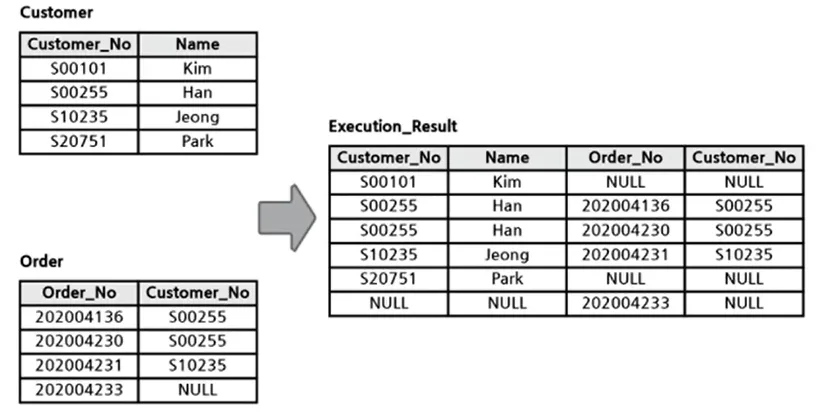 Customer
Customer_No Name
S00101 Kim
S00255 Han
S10235 Jeong
S20751 Park
Order
Order_No Customer_No
202004136 S00255
202004230 S00255
202004231 S10235
202004233 NULL
Execution_Result
Customer_No Name Order_No Customer_No
S00101 Kim NULL NULL
S00255 Han 202004136 S00255
S00255 Han 202004230 S00255
S10235 Jeong 202004231 S10235
S20751 Park NULL NULL
NULL NULL 202004233 NULL